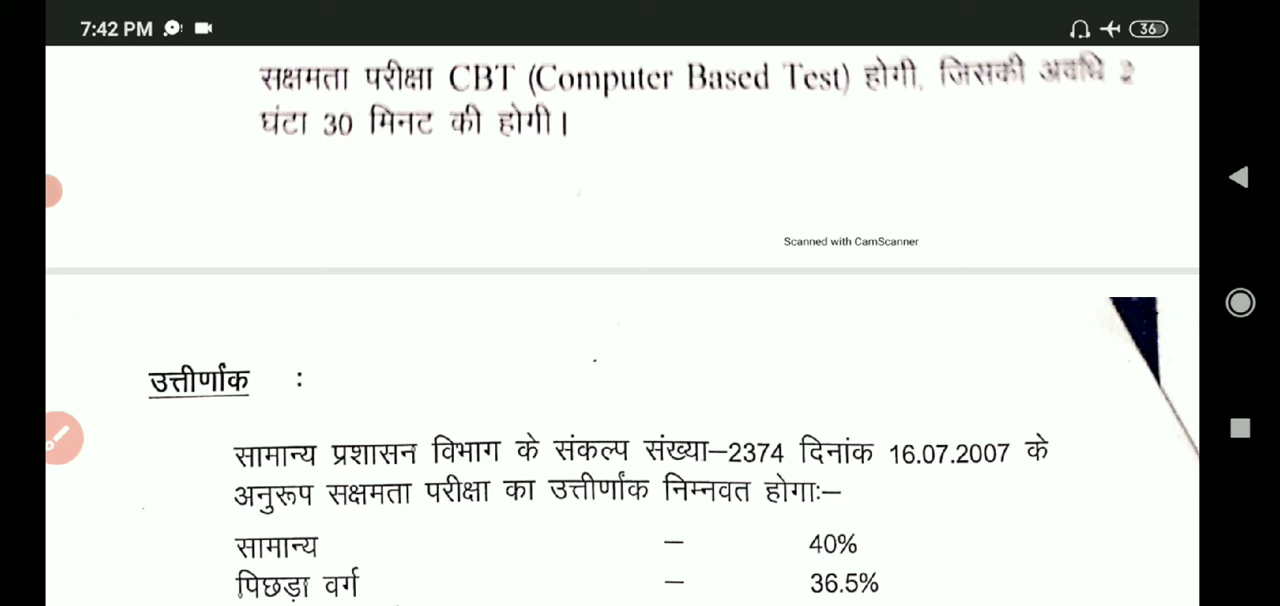 7:42 PM
36
सक्षमता परीक्षा CBT (Computer Based Test) होगी, जिसकी अवधि 2
घंटा 30 मिनट की होगी।
Scanned with CamScanner
उत्तीर्णांक :
सामान्य प्रशासन विभाग के संकल्प संख्या–2374 दिनांक 16.07.2007 के
अनुरूप सक्षमता परीक्षा का उत्तीर्णांक निम्नवत होगाः–
सामान्य – 40%
पिछड़ा वर्ग – 36.5%